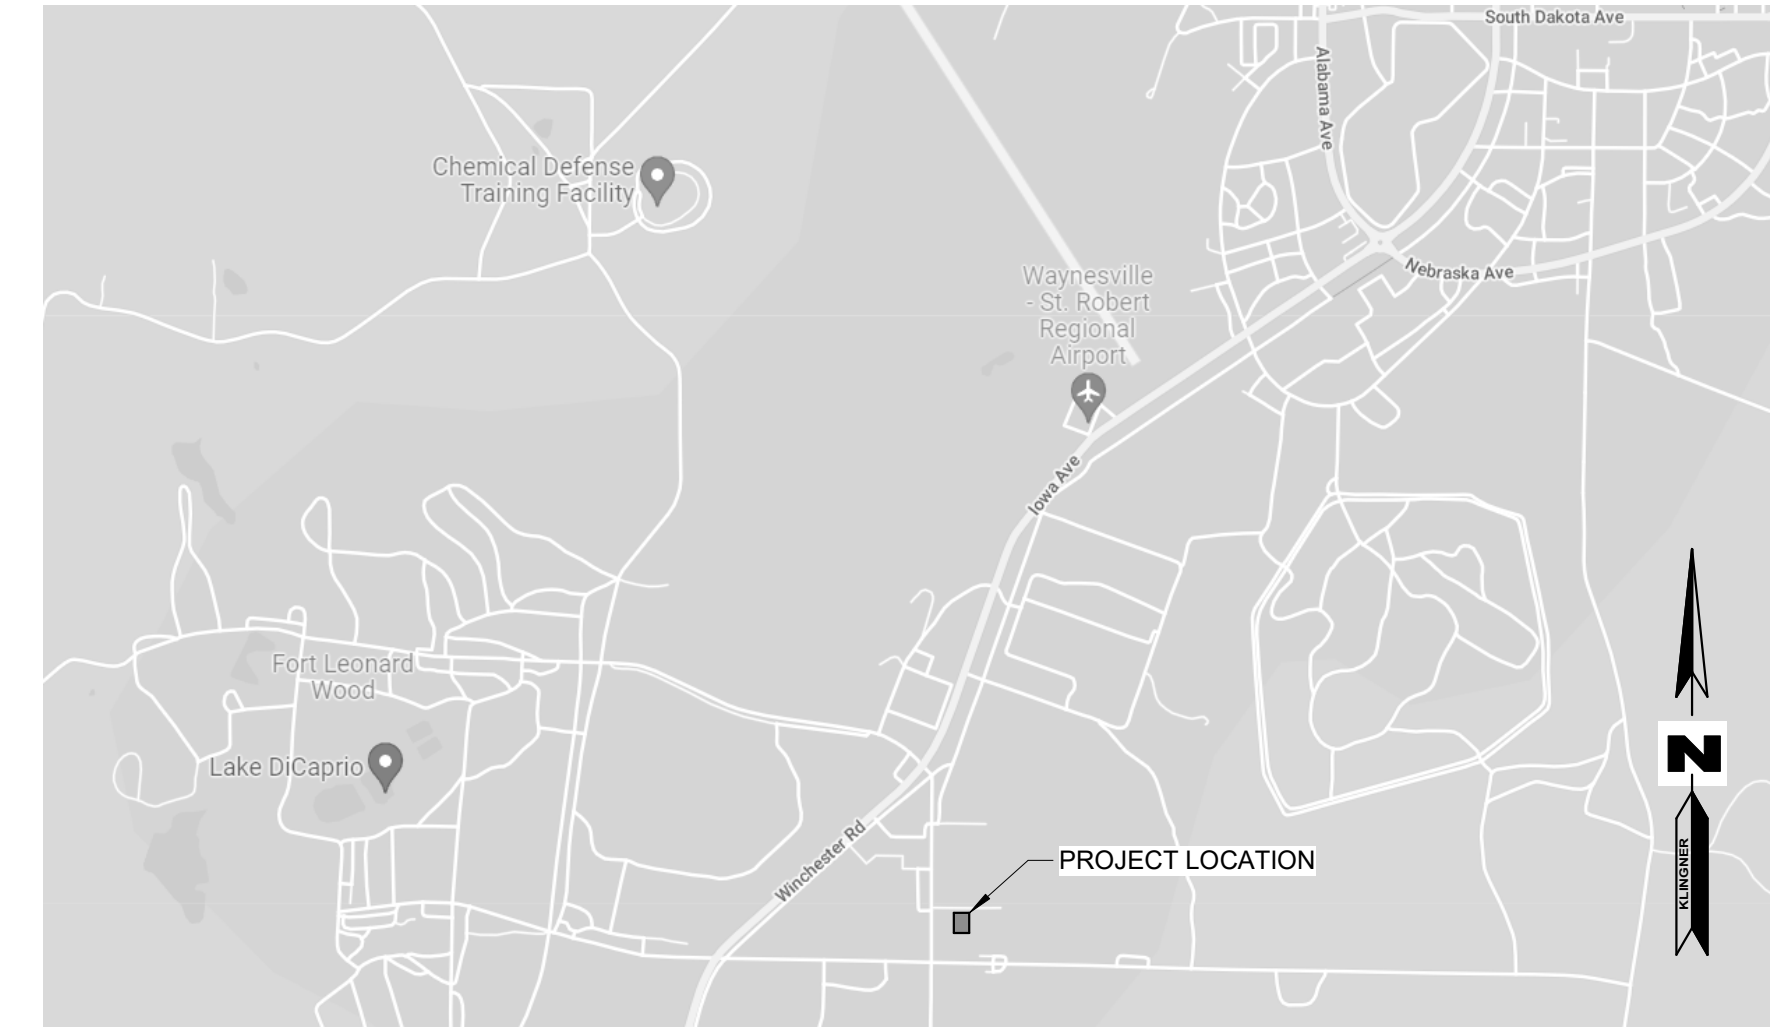 South Dakota Ave
Alabama Ave
Chemical Defense
Training Facility
Nebraska Ave
Waynesville
- St. Robert
Regional
Airport
Iowa Ave
Fort Leonard
Wood
N
Lake DiCaprio
Winchester Rd
PROJECT LOCATION
KLINGNER